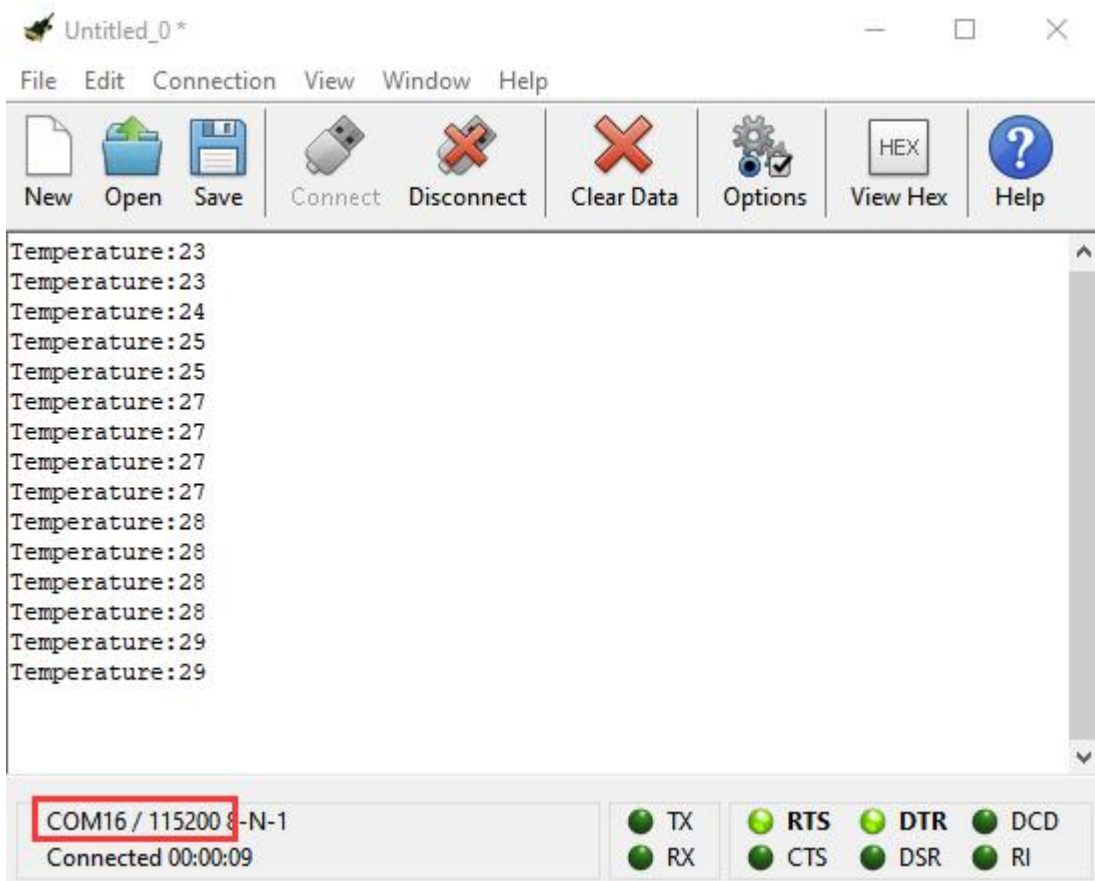 Untitled_0 *
File Edit Connection View Window Help
New Open Save Connect Disconnect Clear Data Options HEX View Hex ? Help
Temperature:23
Temperature:23
Temperature:24
Temperature:25
Temperature:25
Temperature:27
Temperature:27
Temperature:27
Temperature:27
Temperature:28
Temperature:28
Temperature:28
Temperature:28
Temperature:29
Temperature:29
COM16 / 115200 8-N-1 TX RTS DTR DCD
Connected 00:00:09 RX CTS DSR RI